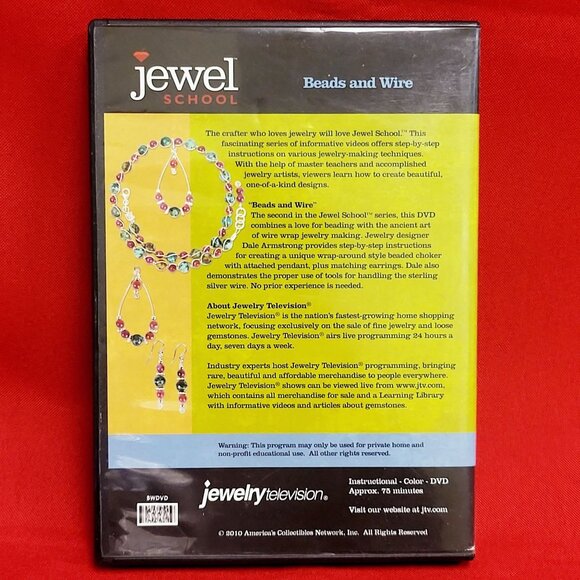 jewel
SCHOOL
Beads and Wire
The crafter who loves jewelry will love Jewel School.™ This
fascinating series of informative videos offers step-by-step
instructions on various jewelry-making techniques.
With the help of master teachers and accomplished
jewelry artists, viewers learn how to create beautiful,
one-of-a-kind designs.
"Beads and Wire"
The second in the Jewel School™ series, this DVD
combines a love for beading with the ancient art
of wire wrap jewelry making. Jewelry designer
Dale Armstrong provides step-by-step instructions
for creating a unique wrap-around style beaded choker
with attached pendant, plus matching earrings. Dale also
demonstrates the proper use of tools for handling the sterling
silver wire. No prior experience is needed.
About Jewelry Television®
Jewelry Television® is the nation's fastest-growing home shopping
network, focusing exclusively on the sale of fine jewelry and loose
gemstones. Jewelry Television® airs live programming 24 hours a
day, seven days a week.
Industry experts host Jewelry Television® programming, bringing
rare, beautiful and affordable merchandise to people everywhere.
Jewelry Television® shows can be viewed live from www.jtv.com,
which contains all merchandise for sale and a Learning Library
with informative videos and articles about gemstones.
Warning: This program may only be used for private home and
non-profit educational use. All other rights reserved.
BWDVD
jewelrytelevision®
Instructional - Color - DVD
Approx. 75 minutes
Visit our website at jtv.com
© 2010 America's Collectibles Network, Inc. All Rights Reserved